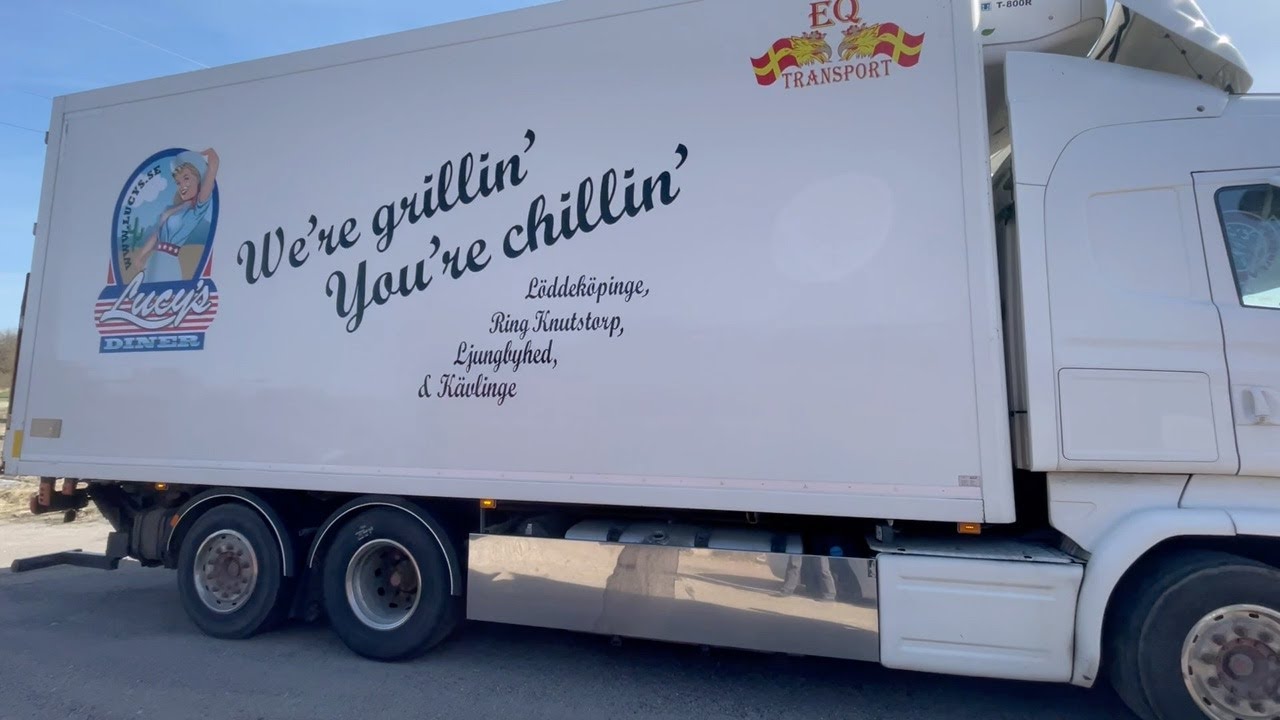 T-800R
EQ
TRANSPORT
WWW.LUCYS.SE
Lucy's
DINER
We're grillin'
You're chillin'
Löddeköpinge,
Ring Knutstorp,
Ljungbyhed,
& Kävlinge